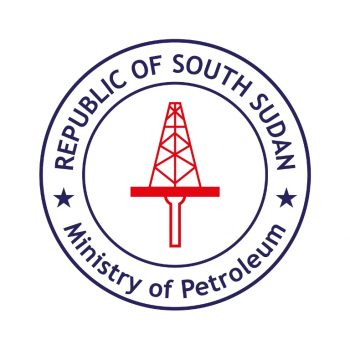 REPUBLIC OF SOUTH SUDAN
Ministry of Petroleum